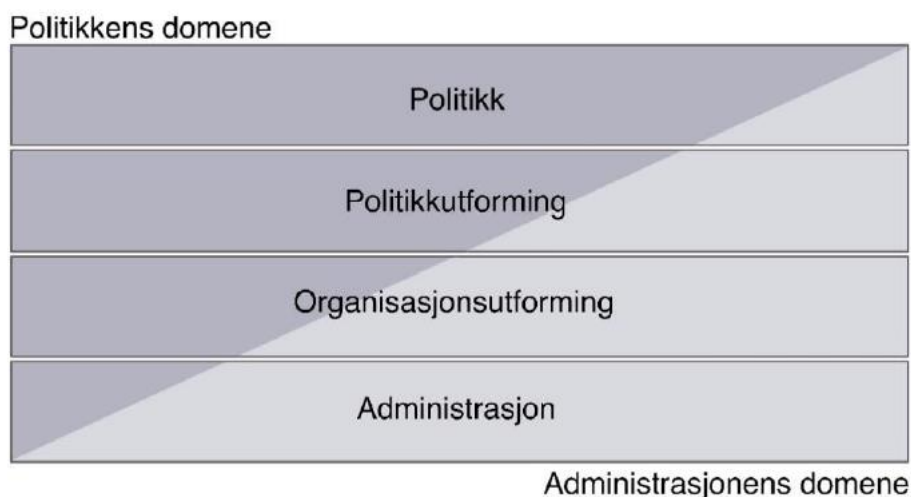 Politikkens domene
Politikk
Politikkutforming
Organisasjonsutforming
Administrasjon
Administrasjonens domene